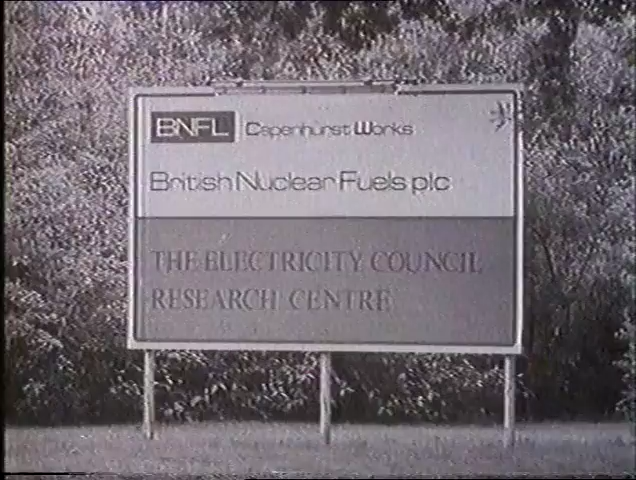 BNFL Capenhurst Works
British Nuclear Fuels plc
THE ELECTRICITY COUNCIL
RESEARCH CENTRE